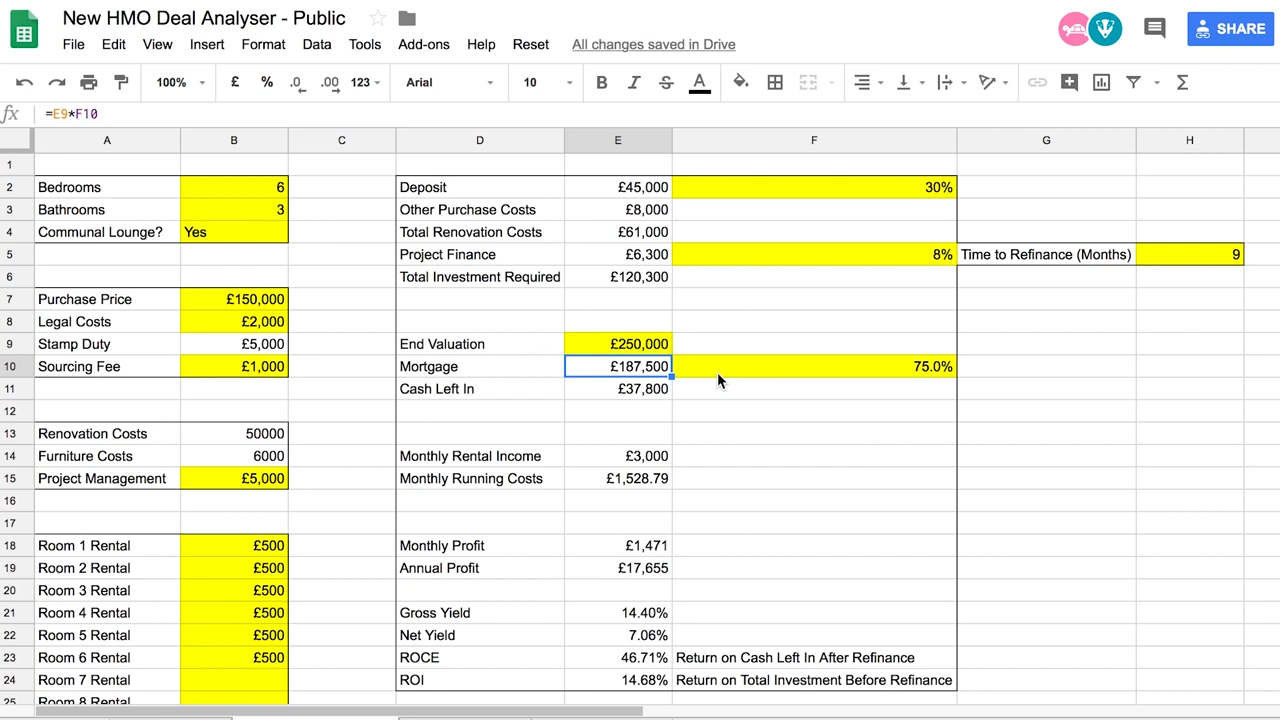 New HMO Deal Analyser - Public
File Edit View Insert Format Data Tools Add-ons Help Reset All changes saved in Drive
SHARE
100% £ % .0 .00 123 Arial 10 B I S A Σ
fx =E9*F10
A B C D E F G H
1
2 Bedrooms 6 Deposit £45,000 30%
3 Bathrooms 3 Other Purchase Costs £8,000
4 Communal Lounge? Yes Total Renovation Costs £61,000
5 Project Finance £6,300 8% Time to Refinance (Months) 9
6 Total Investment Required £120,300
7 Purchase Price £150,000
8 Legal Costs £2,000
9 Stamp Duty £5,000 End Valuation £250,000
10 Sourcing Fee £1,000 Mortgage £187,500 75.0%
11 Cash Left In £37,800
12
13 Renovation Costs 50000
14 Furniture Costs 6000 Monthly Rental Income £3,000
15 Project Management £5,000 Monthly Running Costs £1,528.79
16
17
18 Room 1 Rental £500 Monthly Profit £1,471
19 Room 2 Rental £500 Annual Profit £17,655
20 Room 3 Rental £500
21 Room 4 Rental £500 Gross Yield 14.40%
22 Room 5 Rental £500 Net Yield 7.06%
23 Room 6 Rental £500 ROCE 46.71% Return on Cash Left In After Refinance
24 Room 7 Rental ROI 14.68% Return on Total Investment Before Refinance
25 Room 8 Rental